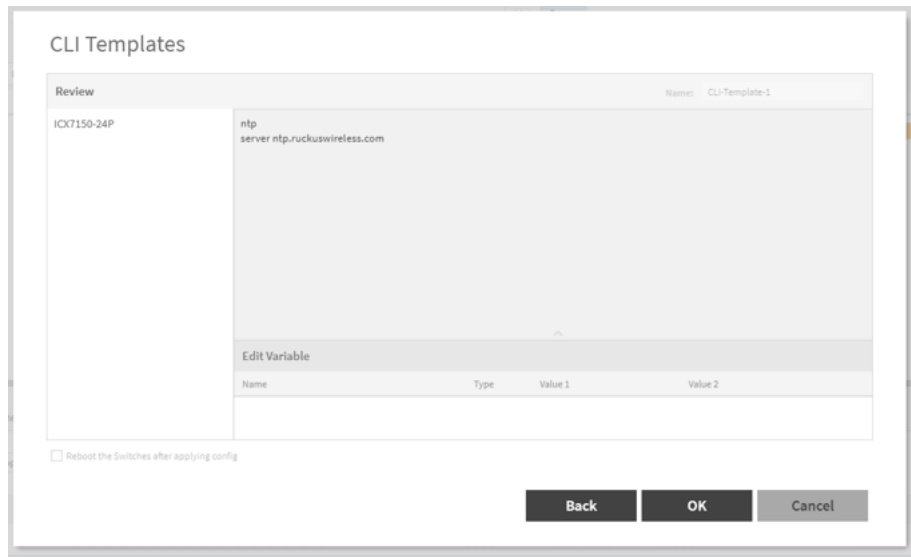 CLI Templates
Review
Name: CLI-Template-1
ICX7150-24P
ntp
server ntp.ruckuswireless.com
Edit Variable
Name Type Value 1 Value 2
Reboot the Switches after applying config
Back OK Cancel